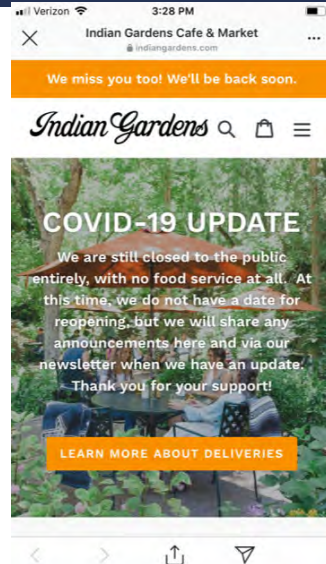 Verizon 3:28 PM
Indian Gardens Cafe & Market
indiangardens.com
We miss you too! We'll be back soon.
Indian Gardens
COVID-19 UPDATE
We are still closed to the public
entirely, with no food service at all. At
this time, we do not have a date for
reopening, but we will share any
announcements here and via our
newsletter when we have an update.
Thank you for your support!
LEARN MORE ABOUT DELIVERIES